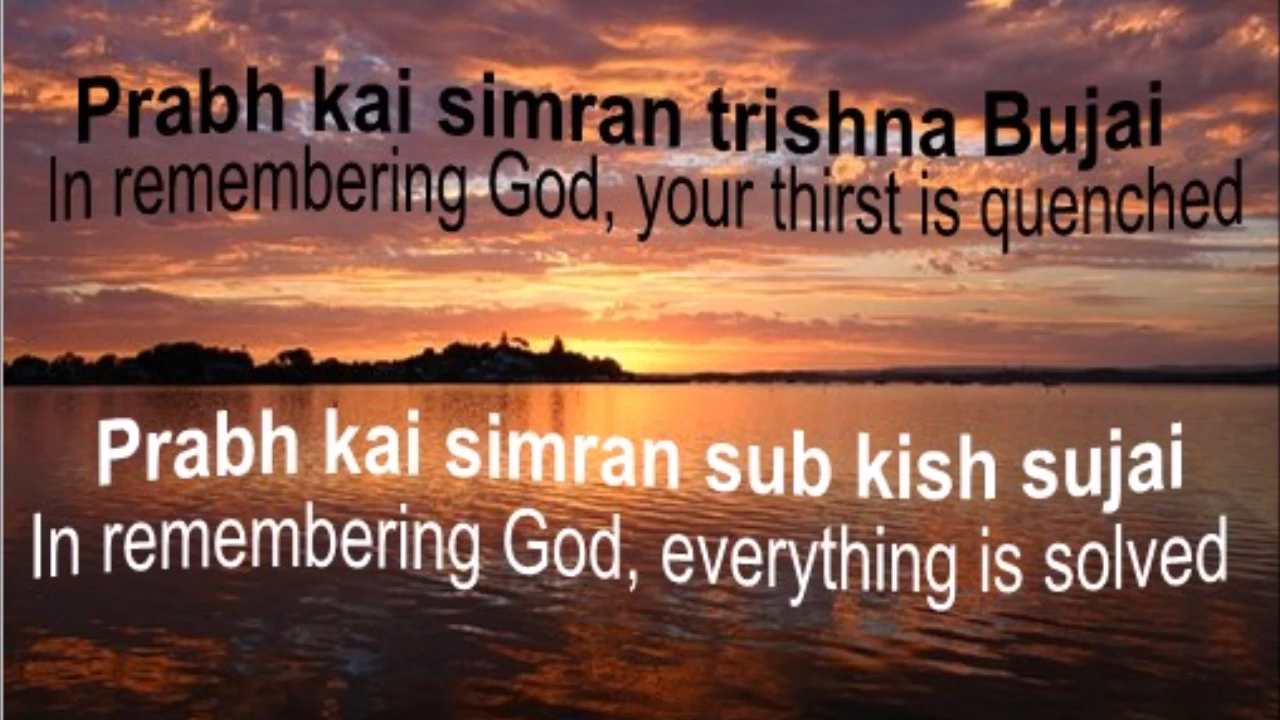 Prabh kai simran trishna Bujai
In remembering God, your thirst is quenched
Prabh kai simran sub kish sujai
In remembering God, everything is solved